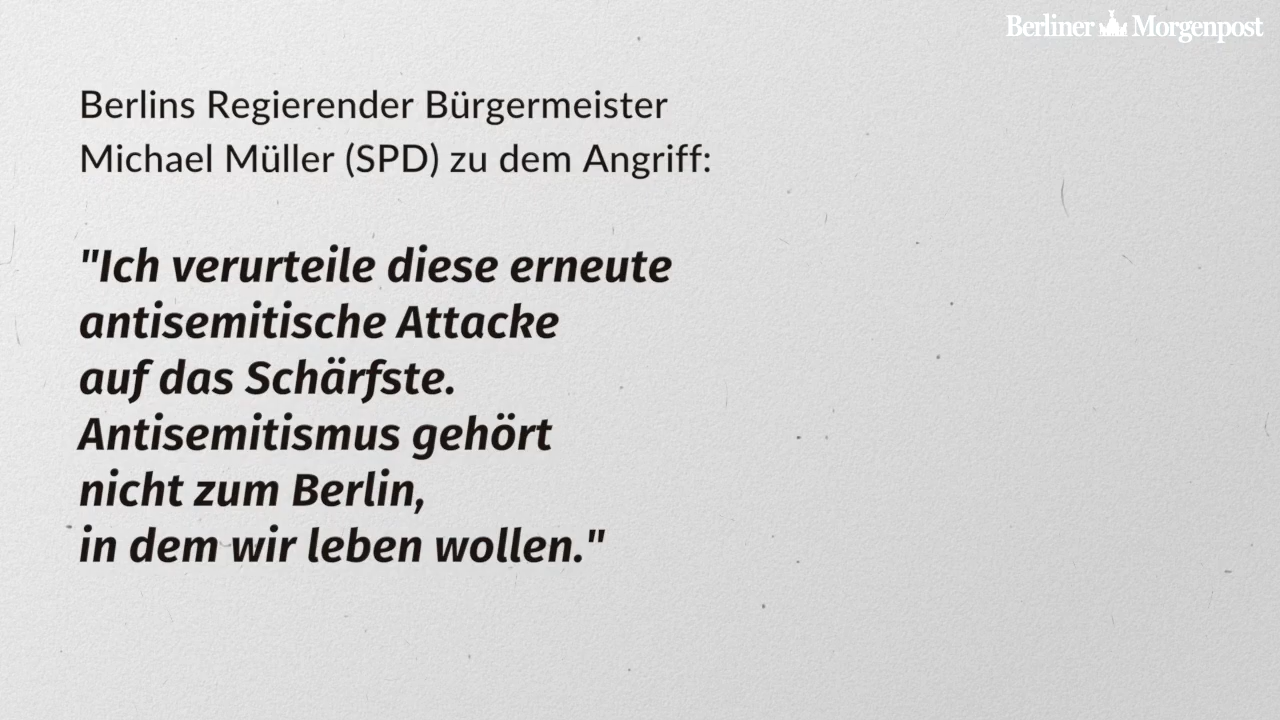 Berliner Morgenpost
Berlins Regierender Bürgermeister
Michael Müller (SPD) zu dem Angriff:
"Ich verurteile diese erneute
antisemitische Attacke
auf das Schärfste.
Antisemitismus gehört
nicht zum Berlin,
in dem wir leben wollen."